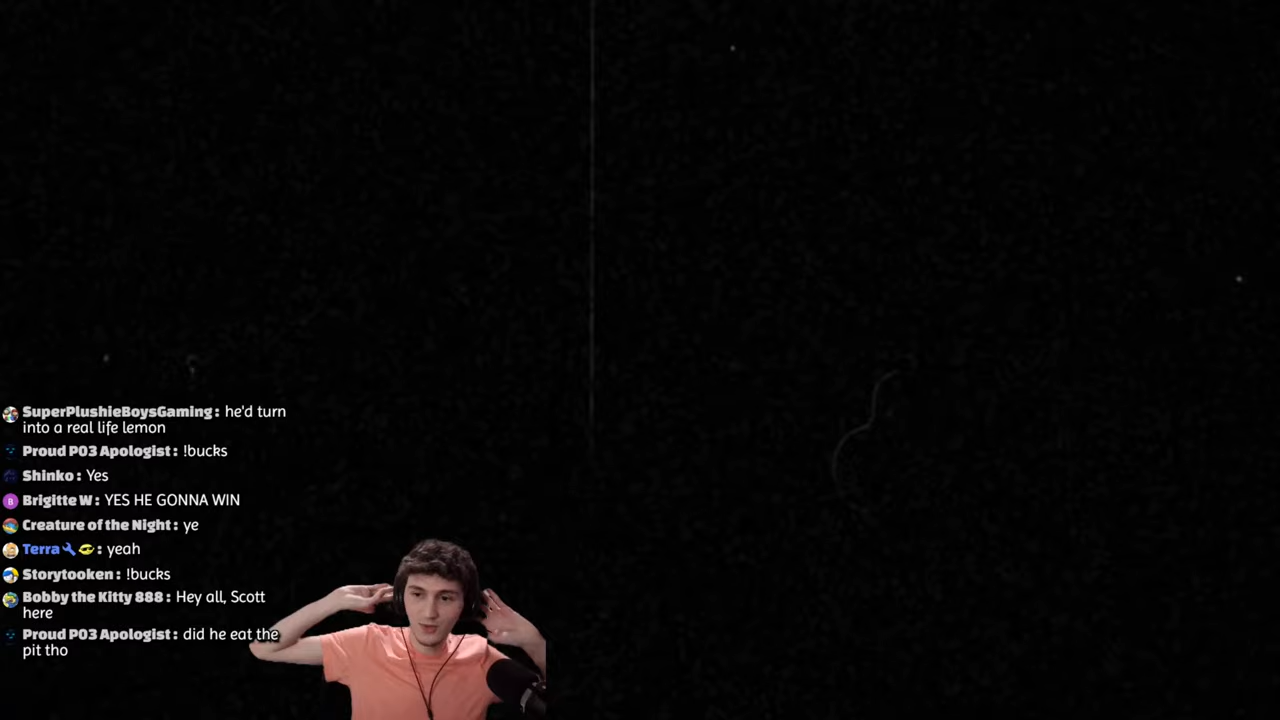 SuperPlushieBoysGaming: he'd turn
into a real life lemon
Proud P03 Apologist: !bucks
Shinko: Yes
Brigitte W: YES HE GONNA WIN
Creature of the Night: ye
Terra: yeah
Storytooken: !bucks
Bobby the Kitty 888: Hey all, Scott
here
Proud P03 Apologist: did he eat the
pit tho